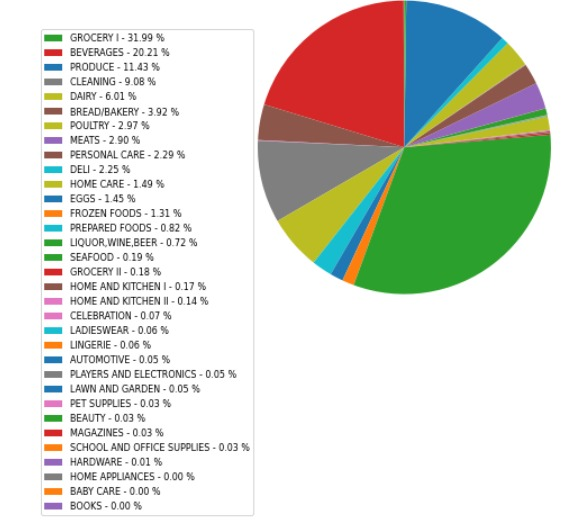 GROCERY I - 31.99 %
BEVERAGES - 20.21 %
PRODUCE - 11.43 %
CLEANING - 9.08 %
DAIRY - 6.01 %
BREAD/BAKERY - 3.92 %
POULTRY - 2.97 %
MEATS - 2.90 %
PERSONAL CARE - 2.29 %
DELI - 2.25 %
HOME CARE - 1.49 %
EGGS - 1.45 %
FROZEN FOODS - 1.31 %
PREPARED FOODS - 0.82 %
LIQUOR,WINE,BEER - 0.72 %
SEAFOOD - 0.19 %
GROCERY II - 0.18 %
HOME AND KITCHEN I - 0.17 %
HOME AND KITCHEN II - 0.14 %
CELEBRATION - 0.07 %
LADIESWEAR - 0.06 %
LINGERIE - 0.06 %
AUTOMOTIVE - 0.05 %
PLAYERS AND ELECTRONICS - 0.05 %
LAWN AND GARDEN - 0.05 %
PET SUPPLIES - 0.03 %
BEAUTY - 0.03 %
MAGAZINES - 0.03 %
SCHOOL AND OFFICE SUPPLIES - 0.03 %
HARDWARE - 0.01 %
HOME APPLIANCES - 0.00 %
BABY CARE - 0.00 %
BOOKS - 0.00 %